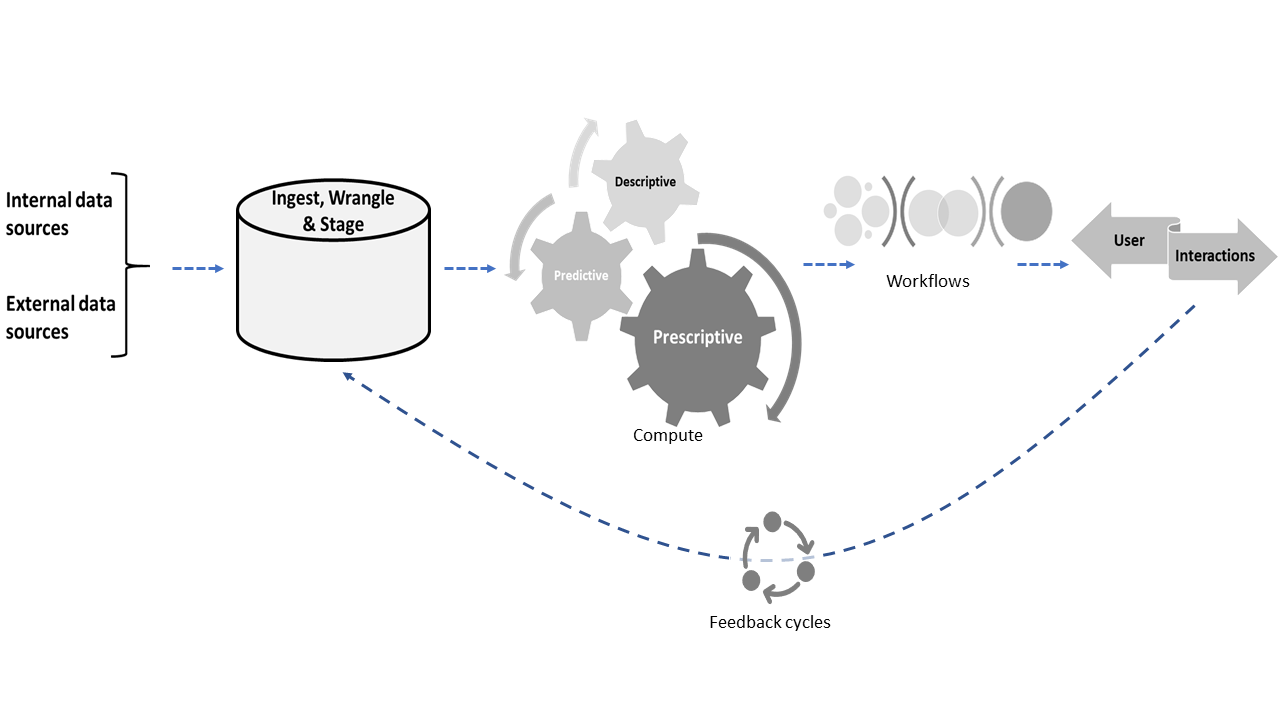 Internal data
sources
External data
sources
Ingest, Wrangle
& Stage
Descriptive
Predictive
Prescriptive
Compute
Workflows
User
Interactions
Feedback cycles